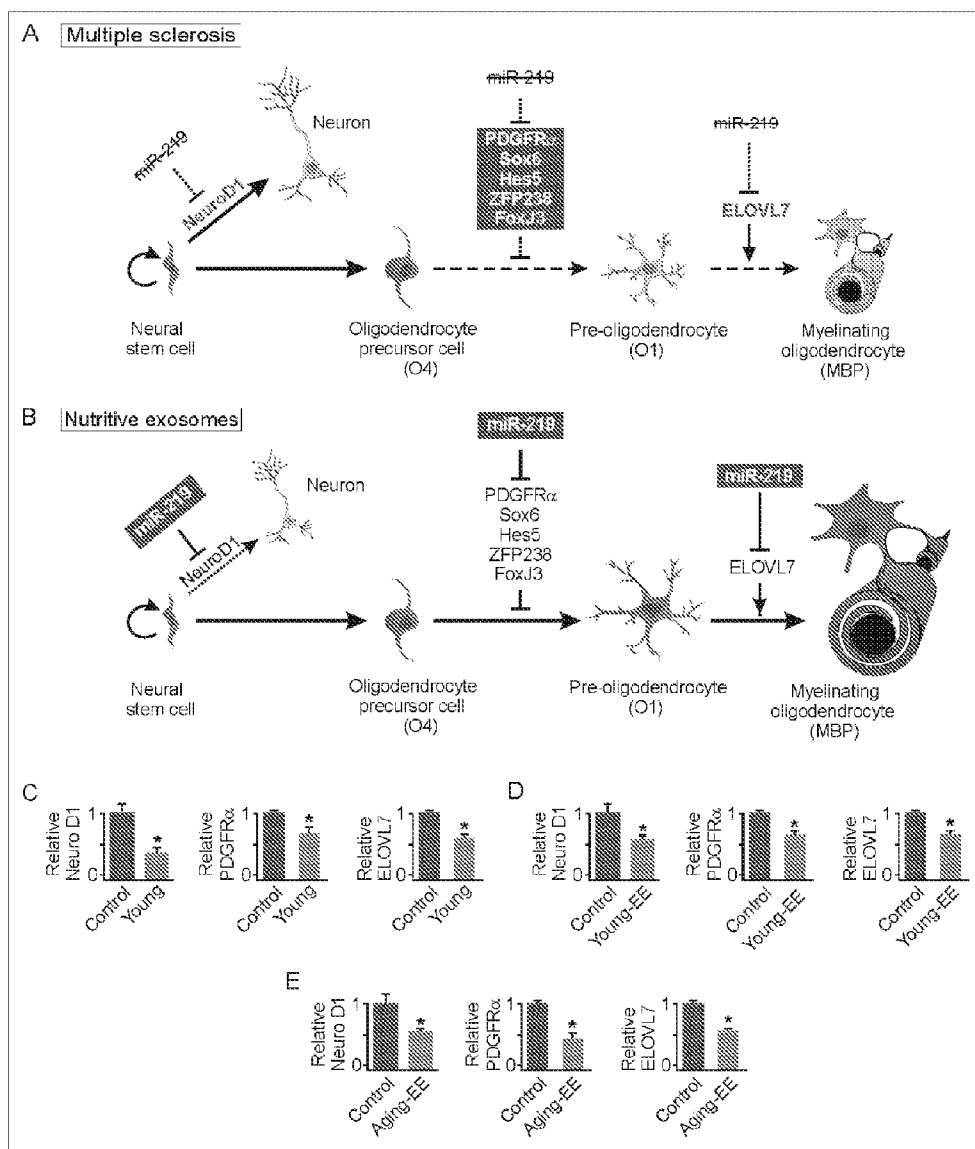 A Multiple sclerosis
miR-219
Neuron
miR-219
NeuroD1
PDGFRα
Sox6
Hes5
ZFP238
FoxJ3
miR-219
ELOVL7
Neural
stem cell
Oligodendrocyte
precursor cell
(O4)
Pre-oligodendrocyte
(O1)
Myelinating
oligodendrocyte
(MBP)
B Nutritive exosomes
miR-219
Neuron
miR-219
NeuroD1
PDGFRα
Sox6
Hes5
ZFP238
FoxJ3
miR-219
ELOVL7
Neural
stem cell
Oligodendrocyte
precursor cell
(O4)
Pre-oligodendrocyte
(O1)
Myelinating
oligodendrocyte
(MBP)
C
Relative
Neuro D1
1
0
*
Control
Young
Relative
PDGFRα
1
0
*
Control
Young
Relative
ELOVL7
1
0
*
Control
Young
D
Relative
Neuro D1
1
0
*
Control
Young-EE
Relative
PDGFRα
1
0
*
Control
Young-EE
Relative
ELOVL7
1
0
*
Control
Young-EE
E
Relative
Neuro D1
1
0
*
Control
Aging-EE
Relative
PDGFRα
1
0
*
Control
Aging-EE
Relative
ELOVL7
1
0
*
Control
Aging-EE